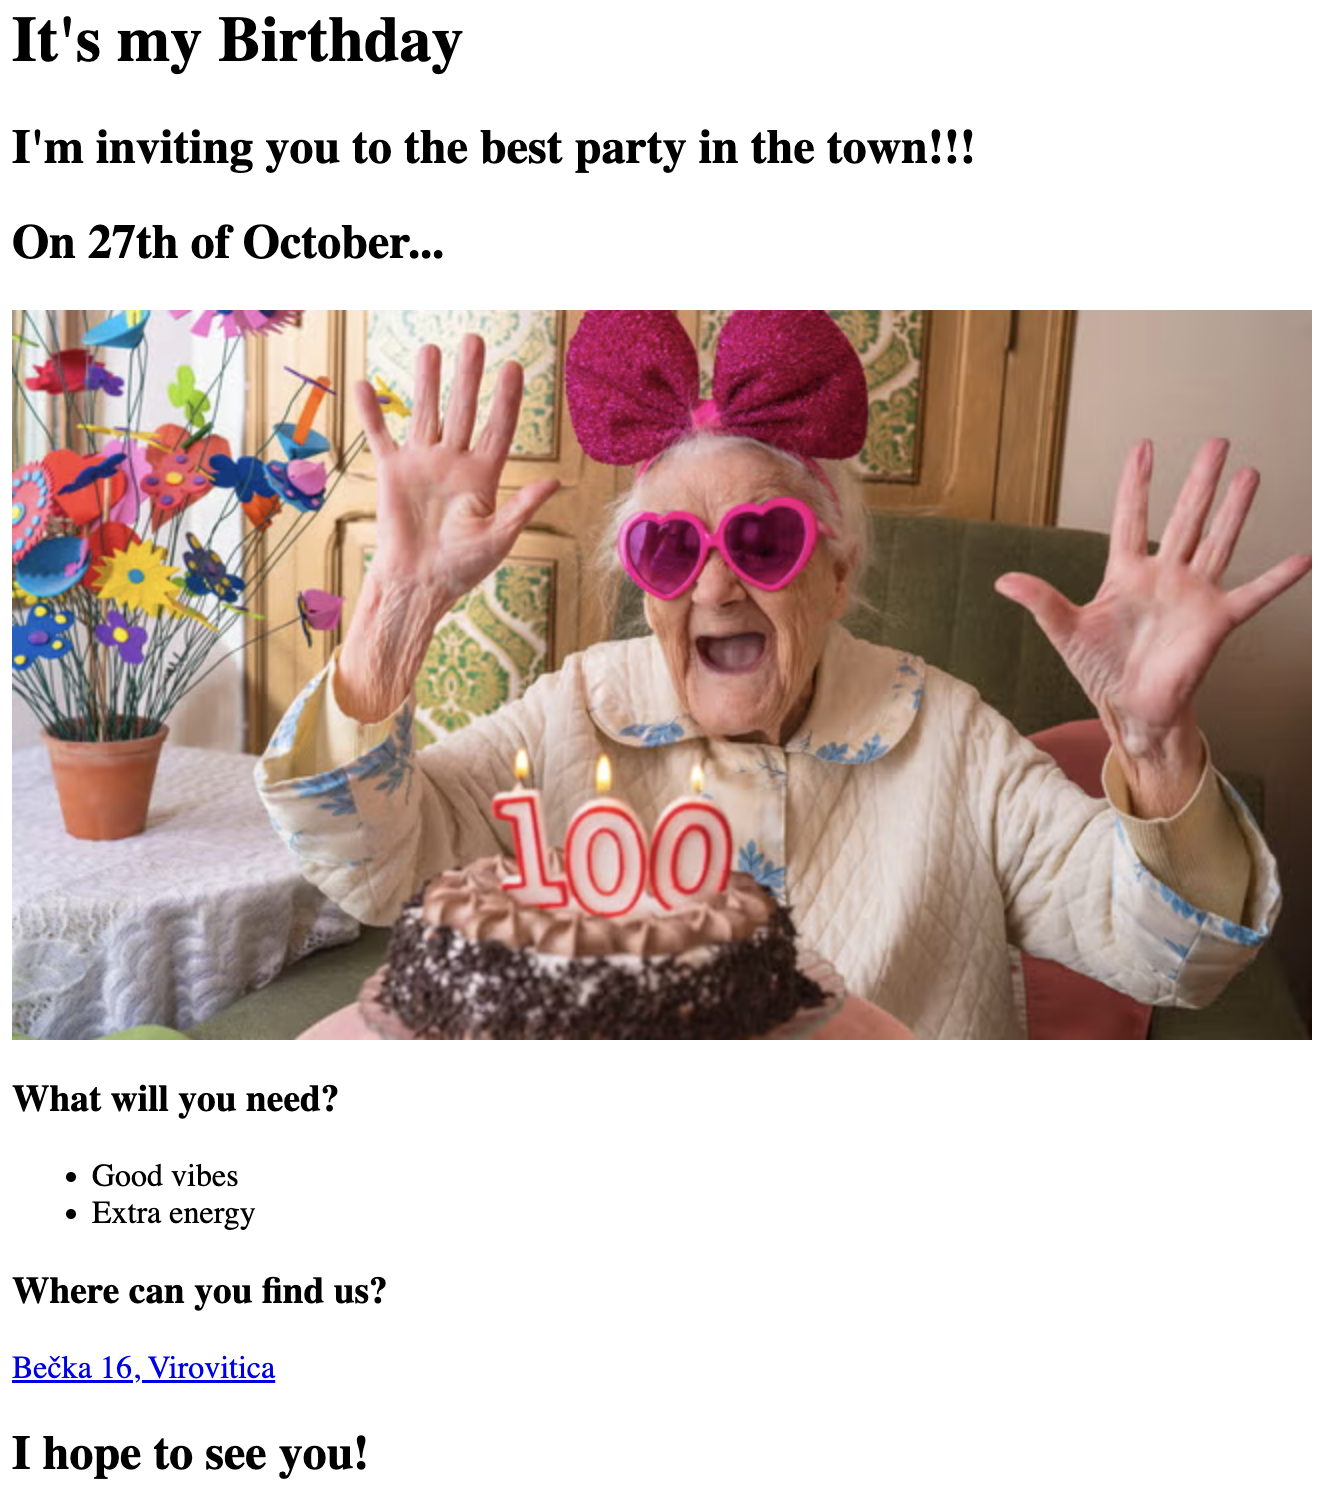 It's my Birthday
I'm inviting you to the best party in the town!!!
On 27th of October...
100
What will you need?
Good vibes
Extra energy
Where can you find us?
Bečka 16, Virovitica
I hope to see you!